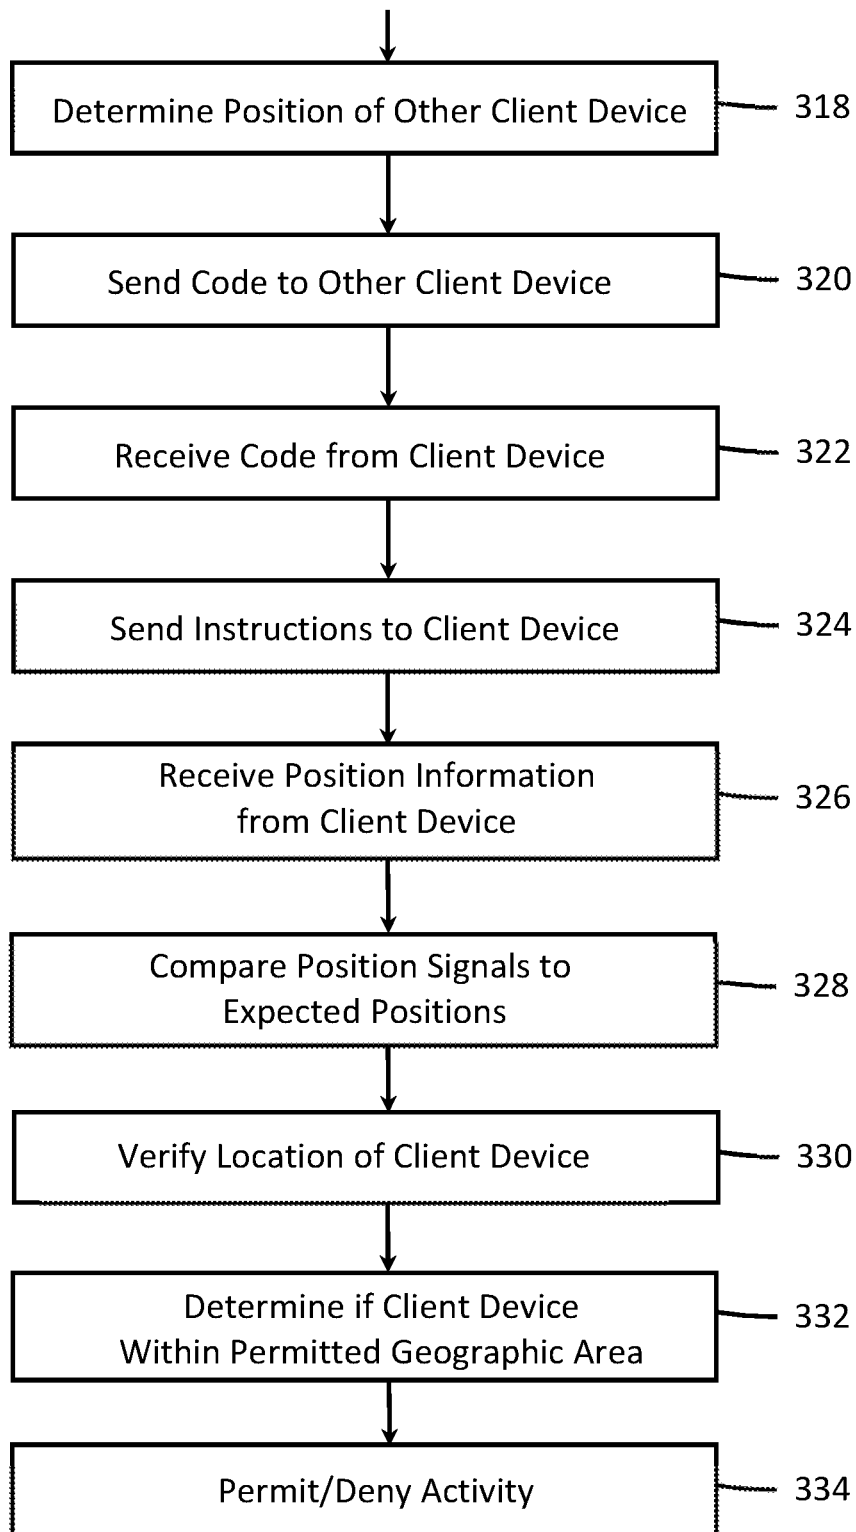 Determine Position of Other Client Device 318
Send Code to Other Client Device 320
Receive Code from Client Device 322
Send Instructions to Client Device 324
Receive Position Information
from Client Device 326
Compare Position Signals to
Expected Positions 328
Verify Location of Client Device 330
Determine if Client Device
Within Permitted Geographic Area 332
Permit/Deny Activity 334